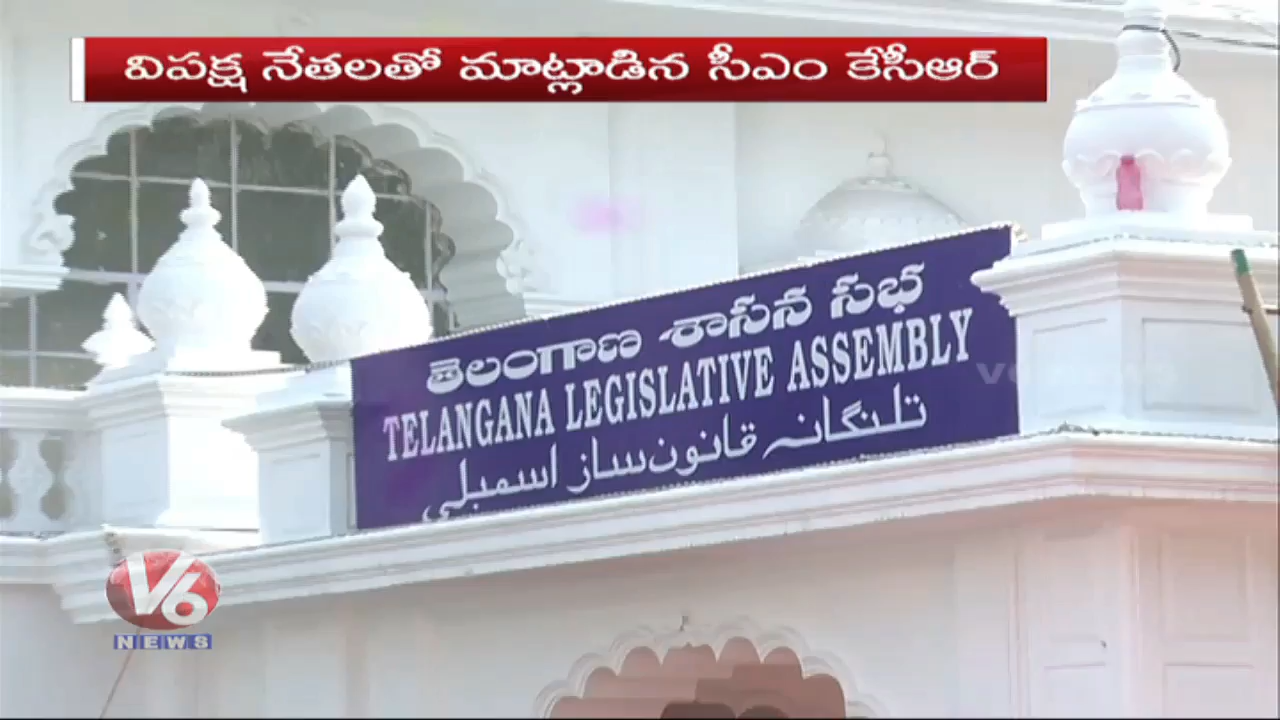 విపక్ష నేతలతో మాట్లాడిన సీఎం కేసీఆర్
తెలంగాణ శాసన సభ
TELANGANA LEGISLATIVE ASSEMBLY
تلنگانہ قانون ساز اسمبلی
V6
NEWS